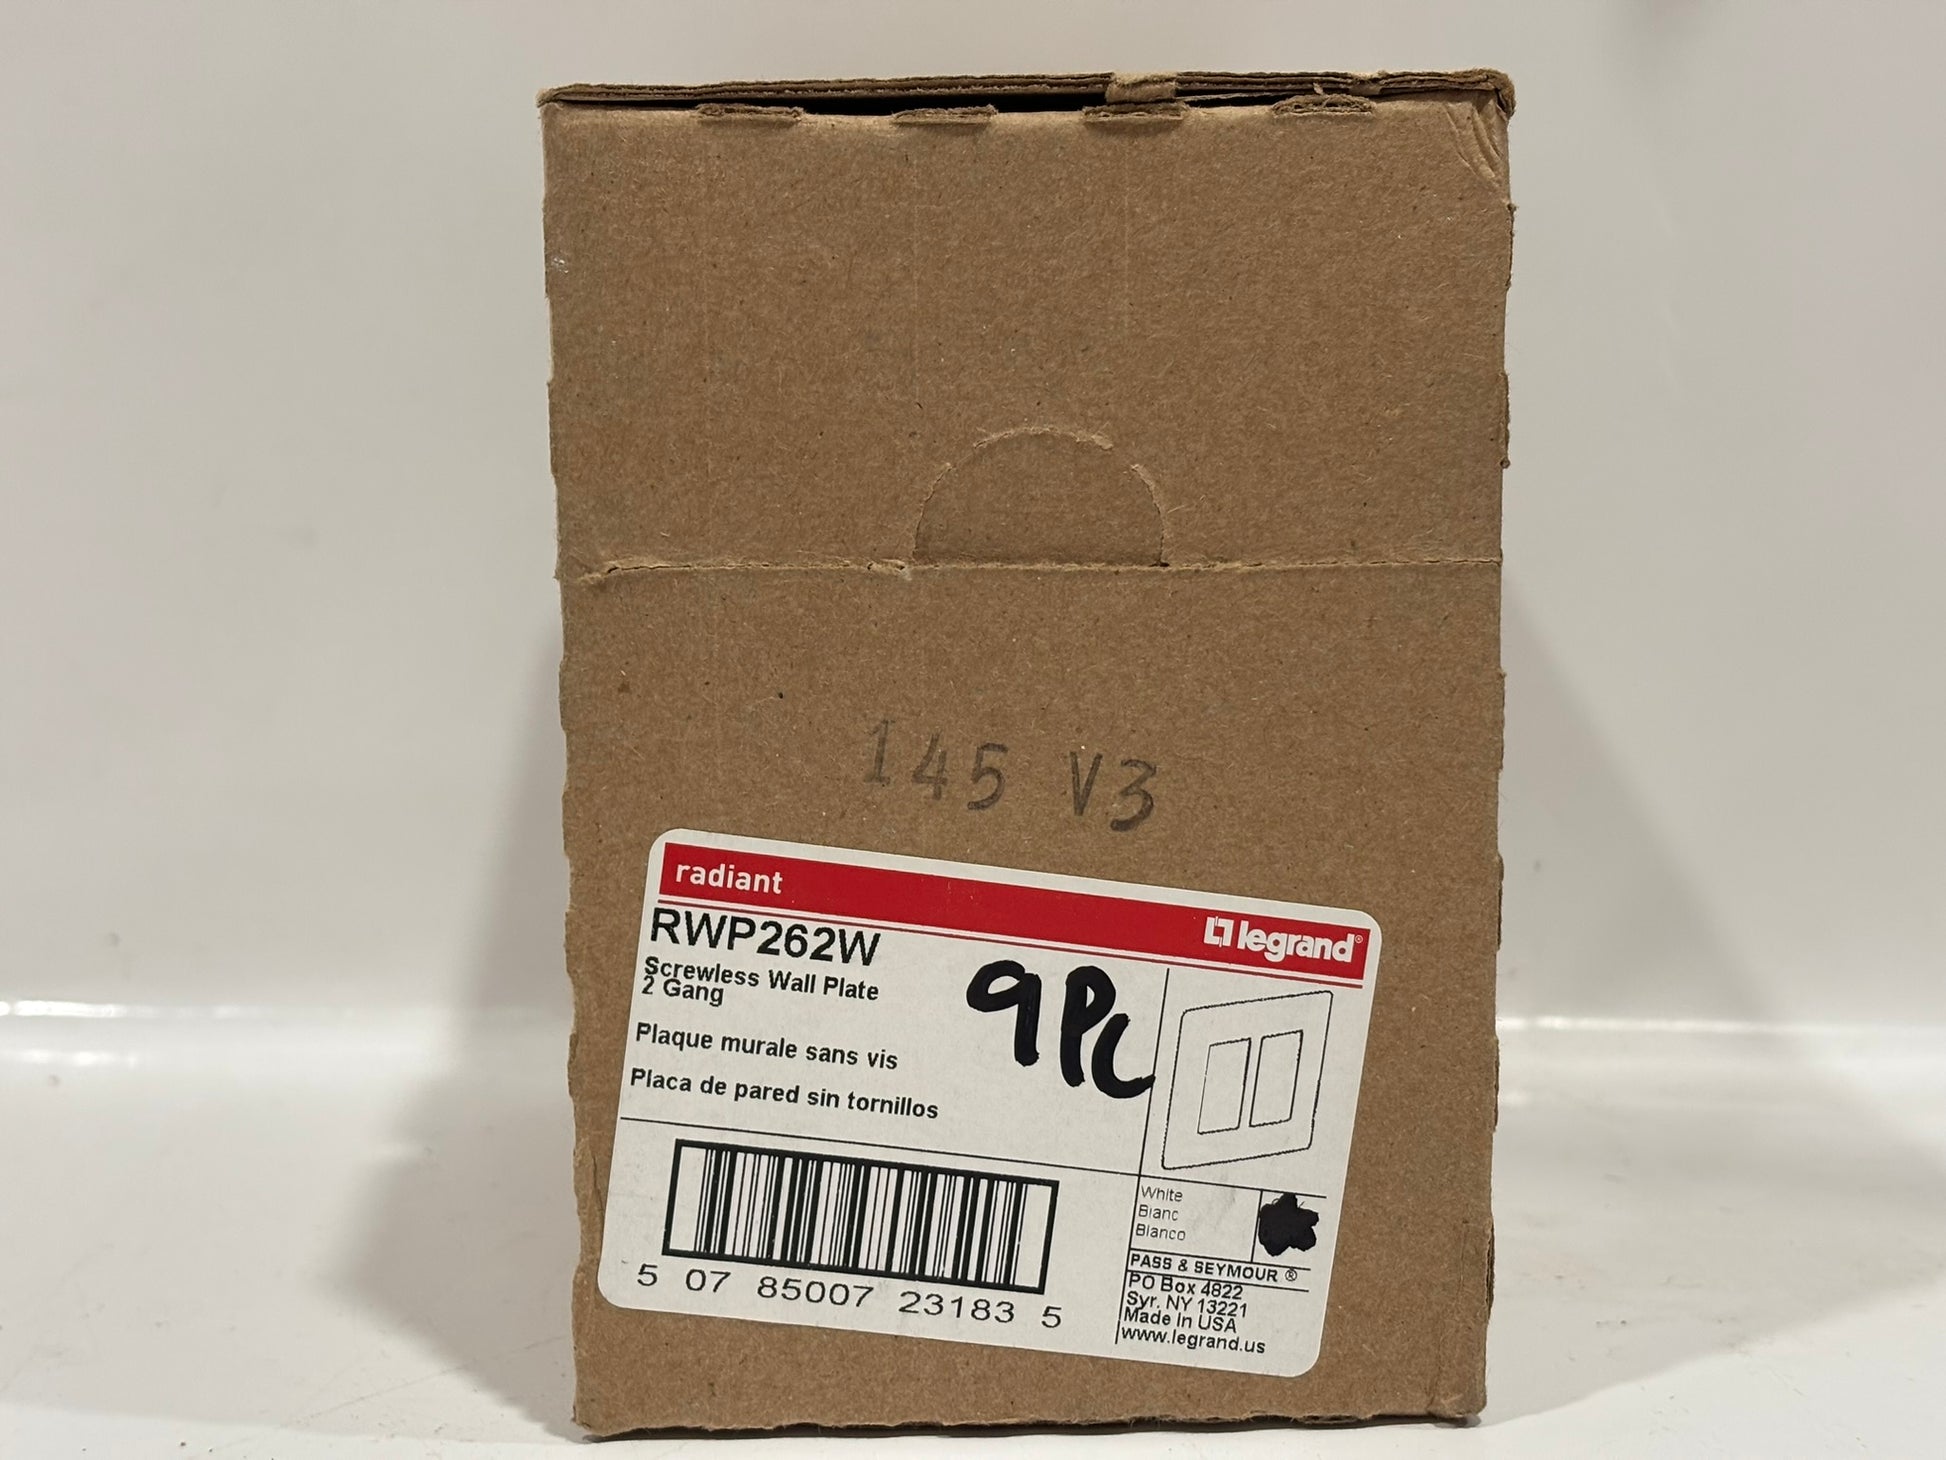 145 V3
radiant
legrand®
RWP262W
Screwless Wall Plate
2 Gang
9 PC
Plaque murale sans vis
Placa de pared sin tornillos
5 07 85007 23183 5
White
Blanc
Blanco
PASS & SEYMOUR ®
PO Box 4822
Syr. NY 13221
Made In USA
www.legrand.us